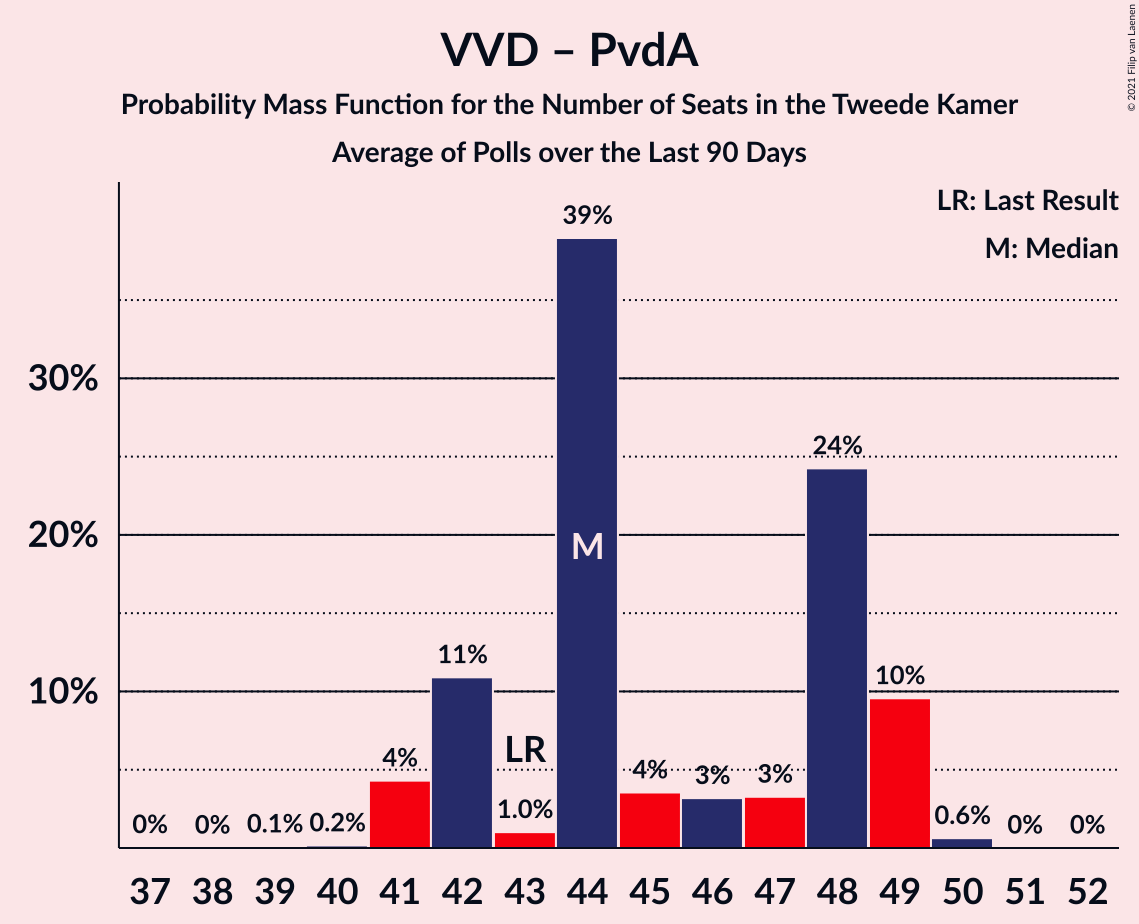 VVD – PvdA
Probability Mass Function for the Number of Seats in the Tweede Kamer
Average of Polls over the Last 90 Days
© 2021 Filip van Laenen
LR: Last Result
M: Median
30%
20%
10%
0% 0% 0.1% 0.2% 4% 11% 1.0% 39% 4% 3% 3% 24% 10% 0.6% 0% 0%
LR
M
37 38 39 40 41 42 43 44 45 46 47 48 49 50 51 52